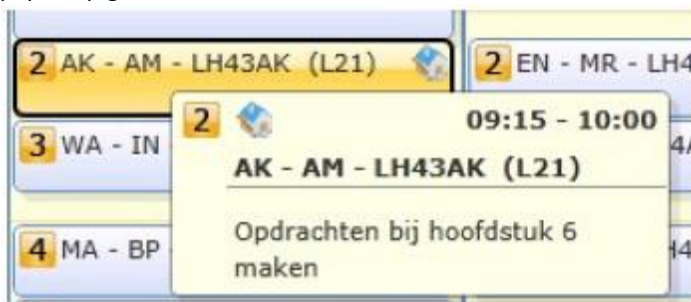 2 AK - AM - LH43AK (L21)
2 EN - MR - LH4
2 09:15 - 10:00
3 WA - IN
AK - AM - LH43AK (L21)
Opdrachten bij hoofdstuk 6
maken
4 MA - BP